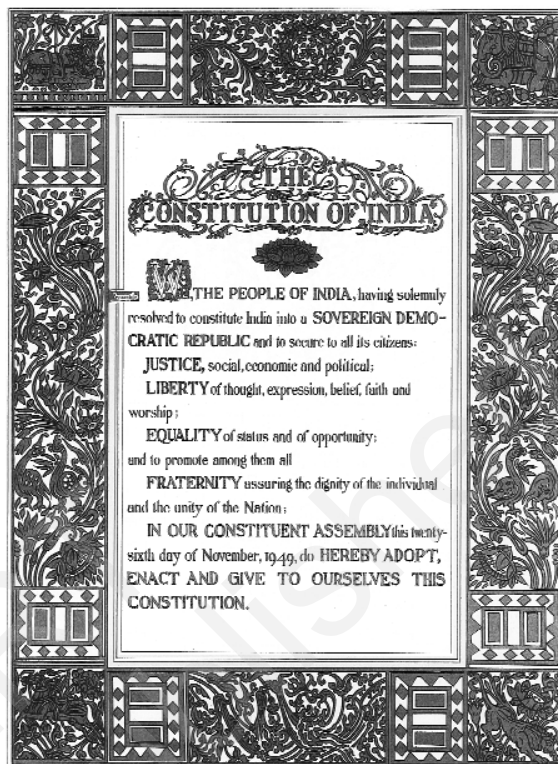 THE
CONSTITUTION OF INDIA
WE, THE PEOPLE OF INDIA, having solemnly
resolved to constitute India into a SOVEREIGN DEMO-
CRATIC REPUBLIC and to secure to all its citizens:
JUSTICE, social, economic and political;
LIBERTY of thought, expression, belief, faith and
worship;
EQUALITY of status and of opportunity;
and to promote among them all
FRATERNITY assuring the dignity of the individual
and the unity of the Nation;
IN OUR CONSTITUENT ASSEMBLY this twenty-
sixth day of November, 1949, do HEREBY ADOPT,
ENACT AND GIVE TO OURSELVES THIS
CONSTITUTION.